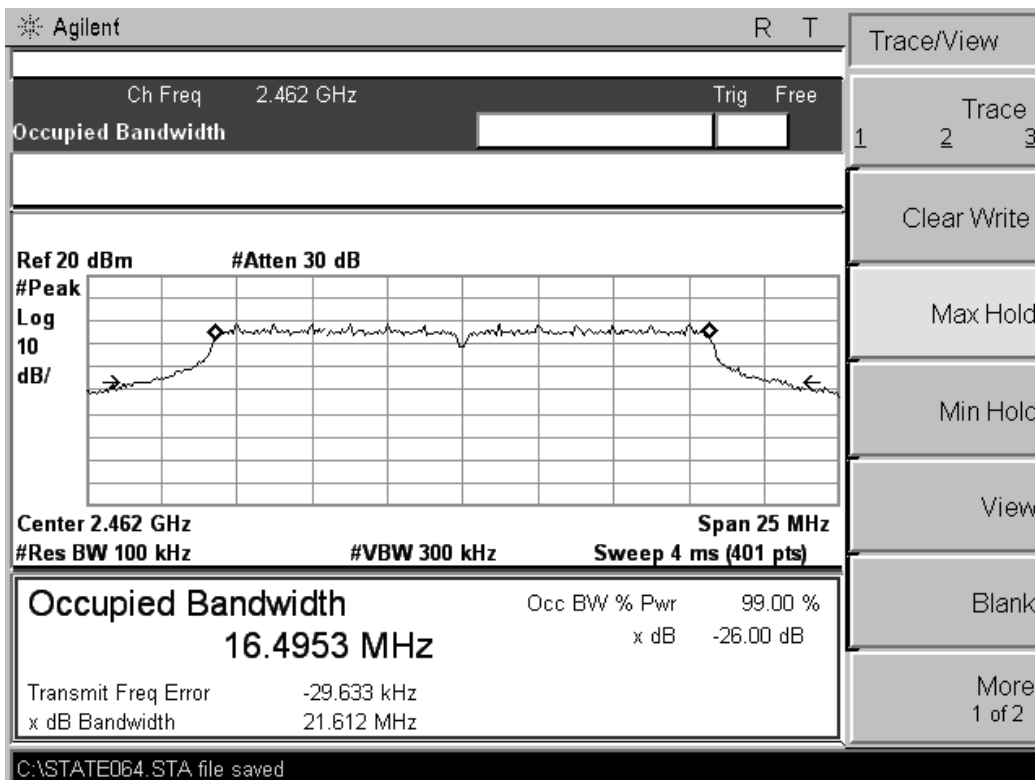 Agilent R T
Ch Freq 2.462 GHz Trig Free
Occupied Bandwidth
Ref 20 dBm #Atten 30 dB
#Peak
Log
10
dB/
Center 2.462 GHz Span 25 MHz
#Res BW 100 kHz #VBW 300 kHz Sweep 4 ms (401 pts)
Occupied Bandwidth Occ BW % Pwr 99.00 %
16.4953 MHz x dB -26.00 dB
Transmit Freq Error -29.633 kHz
x dB Bandwidth 21.612 MHz
C:\STATE064.STA file saved
Trace/View
Trace
1 2 3
Clear Write
Max Hold
Min Hold
View
Blank
More
1 of 2